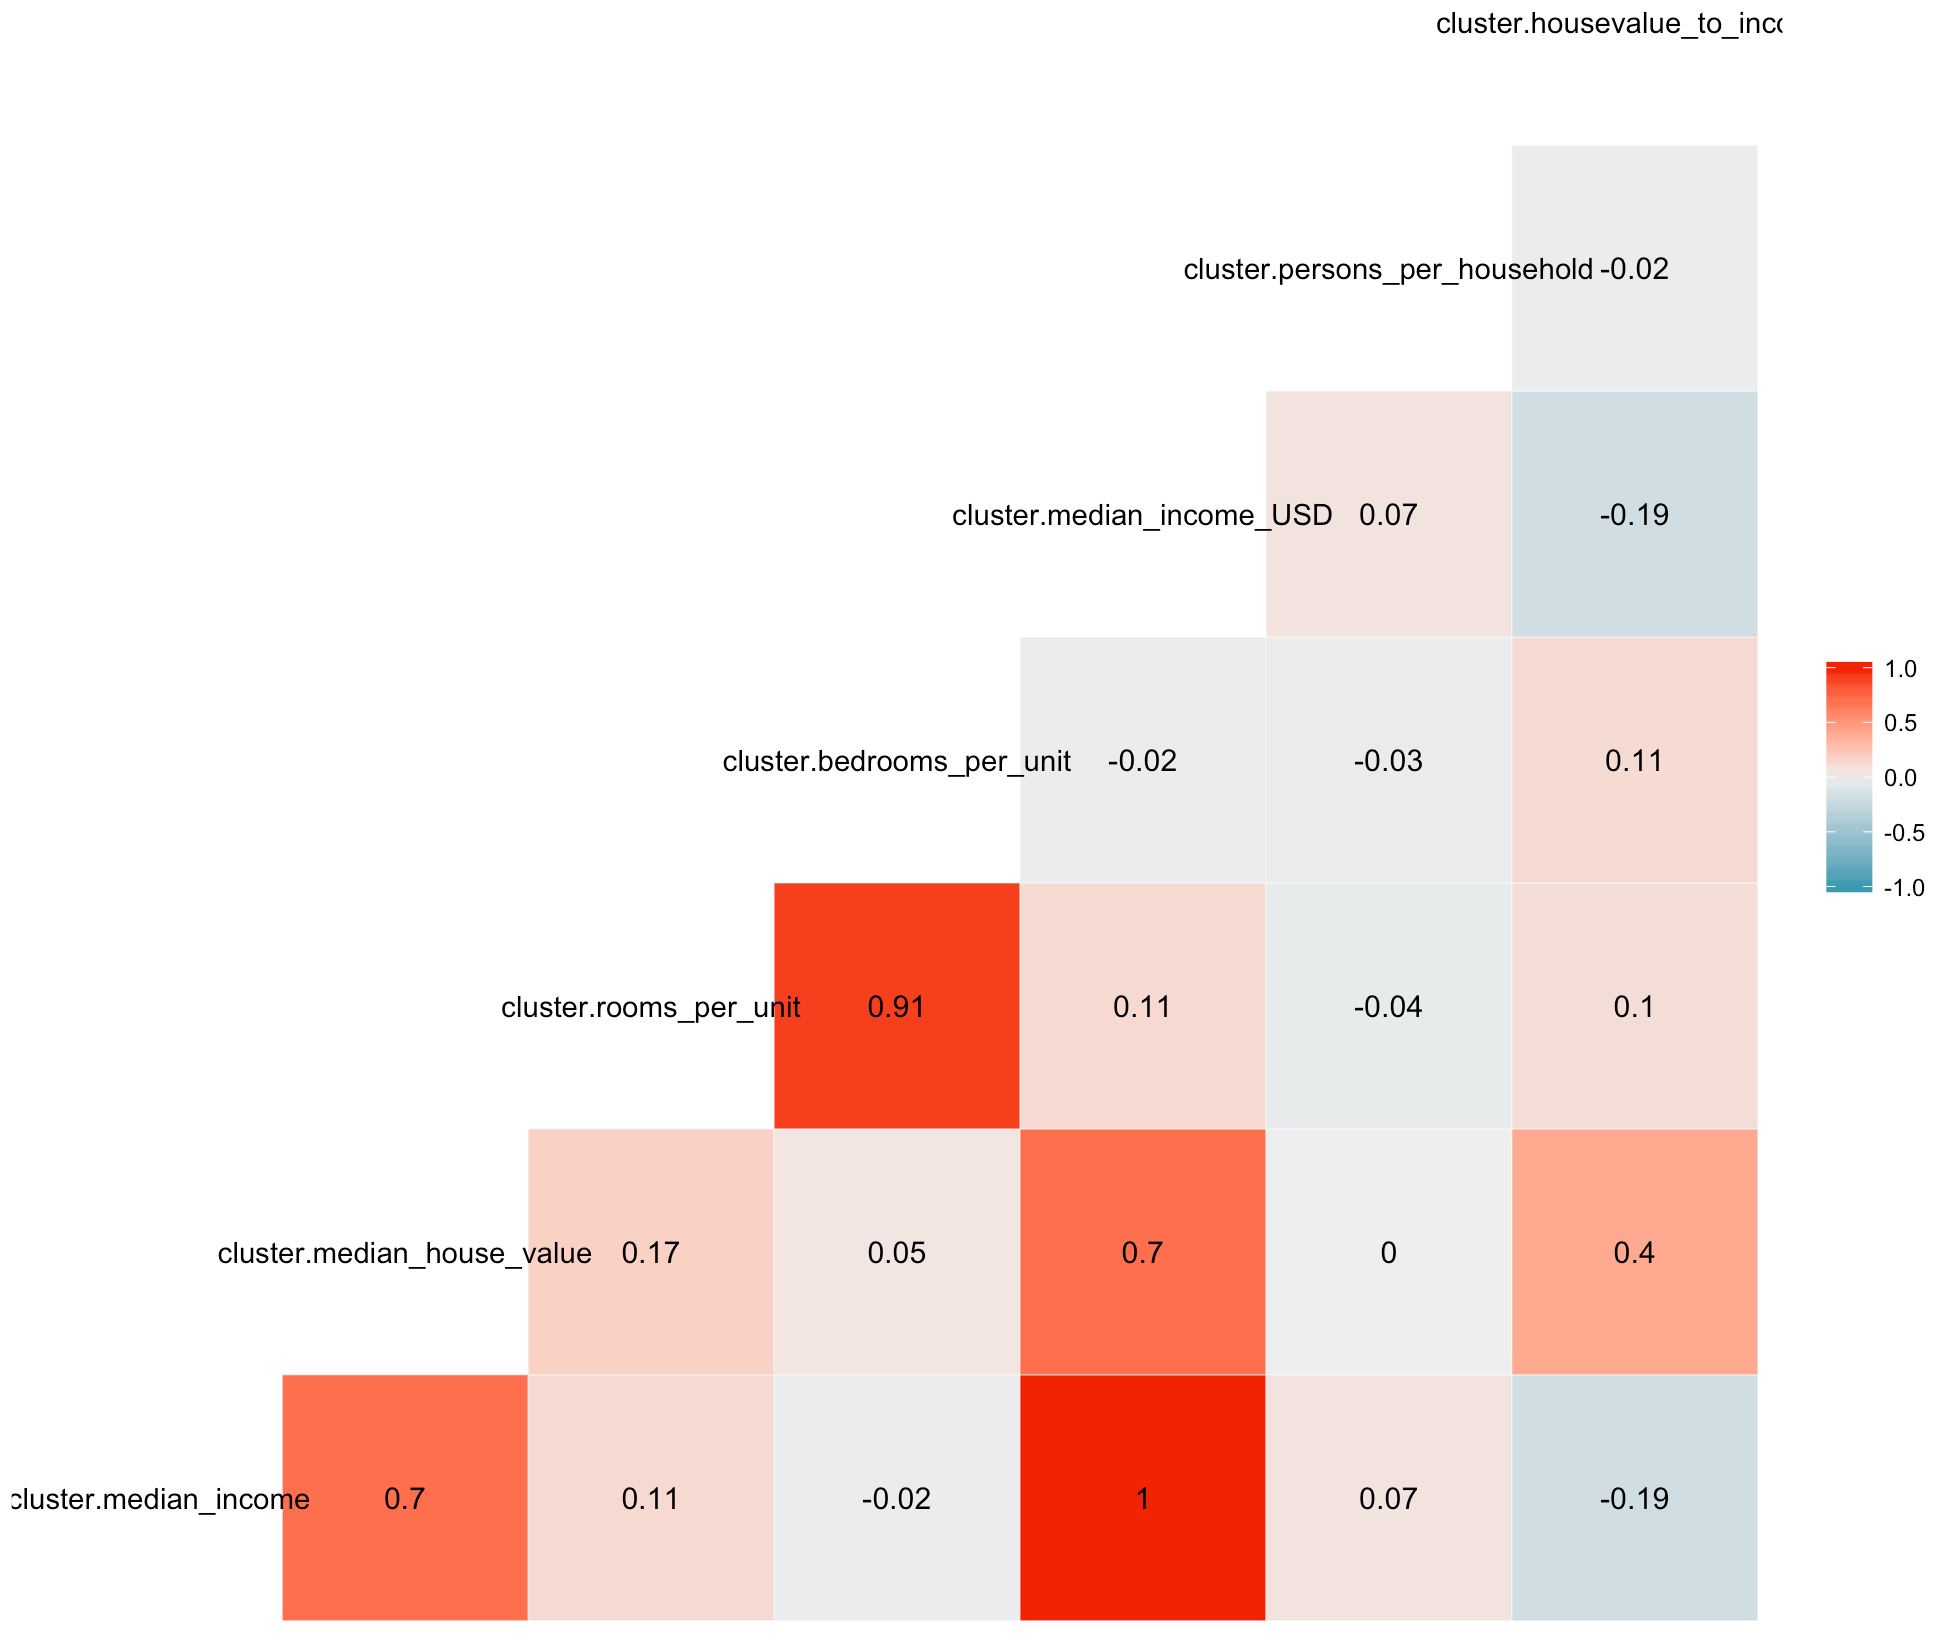 cluster.housevalue_to_inc
cluster.persons_per_household -0.02
cluster.median_income_USD 0.07 -0.19
cluster.bedrooms_per_unit -0.02 -0.03 0.11
cluster.rooms_per_unit 0.91 0.11 -0.04 0.1
cluster.median_house_value 0.17 0.05 0.7 0 0.4
cluster.median_income 0.7 0.11 -0.02 1 0.07 -0.19
1.0
0.5
0.0
-0.5
-1.0